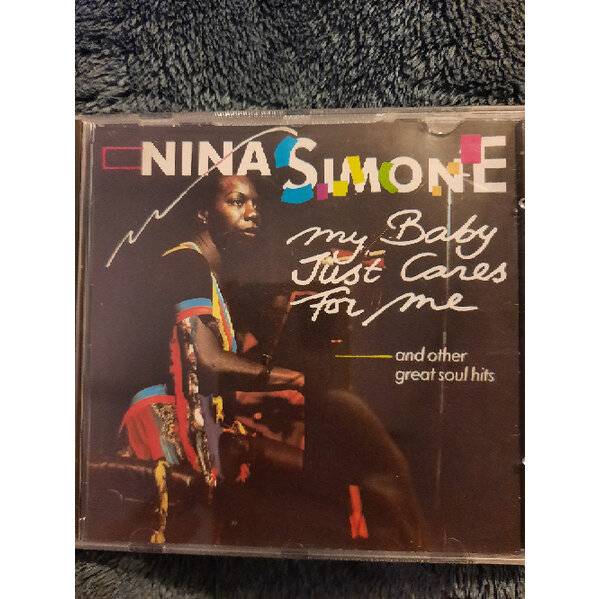 NINA SIMONE
my Baby
Just Cares
For me
and other
great soul hits